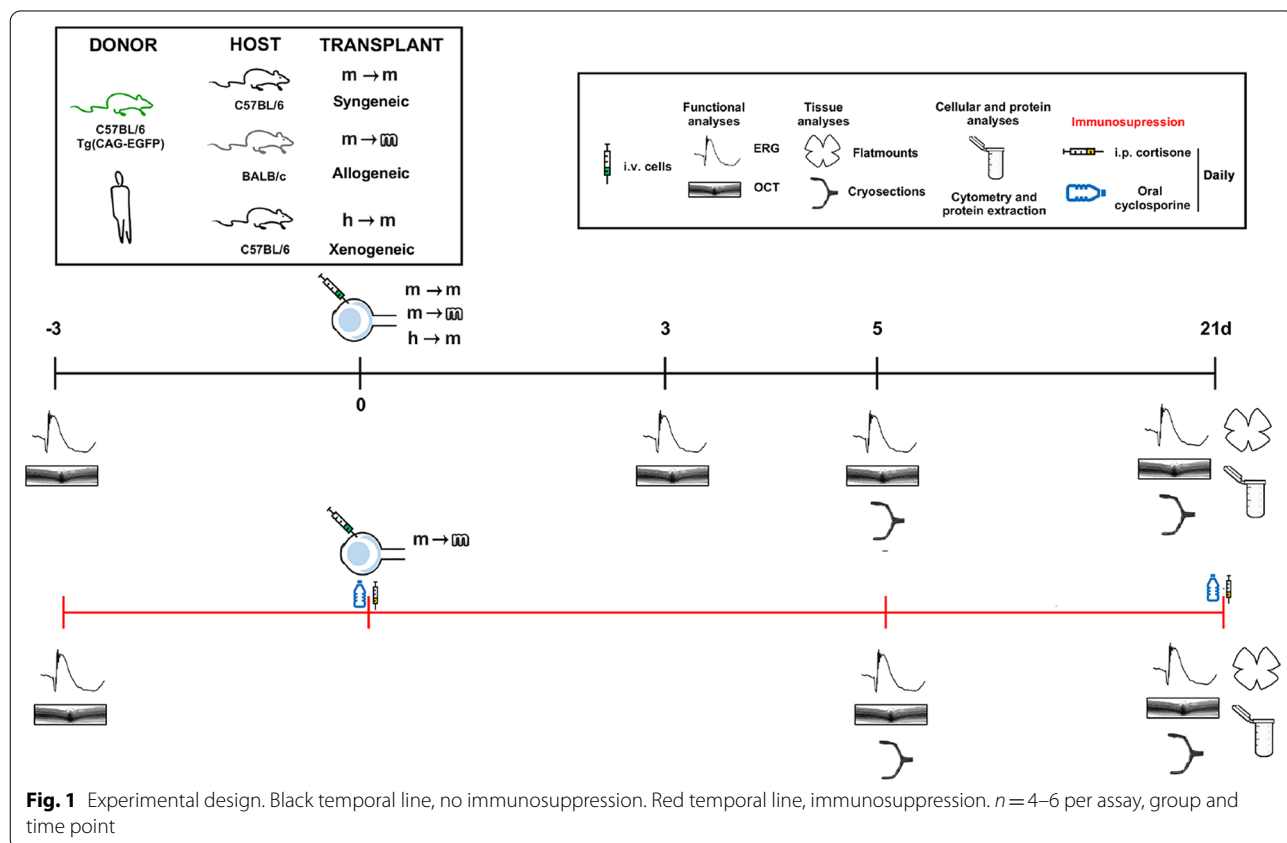 DONOR HOST TRANSPLANT
C57BL/6
Tg(CAG-EGFP)
C57BL/6
m → m
Syngeneic
BALB/c
m → m
Allogeneic
C57BL/6
h → m
Xenogeneic
i.v. cells
Functional
analyses
ERG
OCT
Tissue
analyses
Flatmounts
Cryosections
Cellular and protein
analyses
Cytometry and
protein extraction
Immunosupression
i.p. cortisone
Oral
cyclosporine
Daily
m → m
m → m
h → m
-3 0 3 5 21d
m → m
Fig. 1 Experimental design. Black temporal line, no immunosuppression. Red temporal line, immunosuppression. n = 4–6 per assay, group and
time point